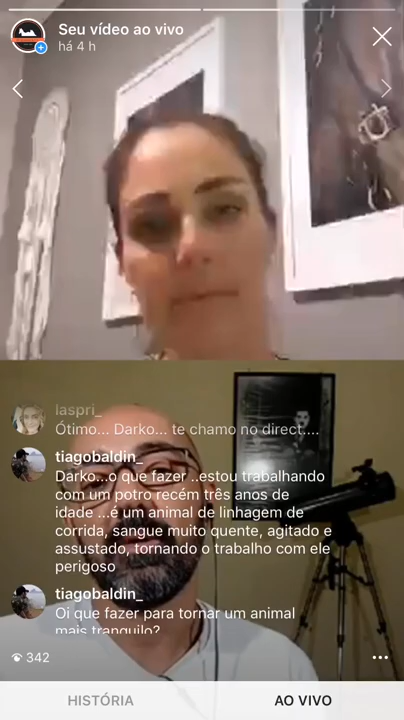 Seu vídeo ao vivo
há 4 h
laspri_
Ótimo... Darko... te chamo no direct....
tiagobaldin_
Darko...o que fazer ..estou trabalhando
com um potro recém três anos de
idade ...é um animal de linhagem de
corrida, sangue muito quente, agitado e
assustado, tornando o trabalho com ele
perigoso
tiagobaldin_
Oi que fazer para tornar um animal
mais tranquilo?
342
HISTÓRIA
AO VIVO